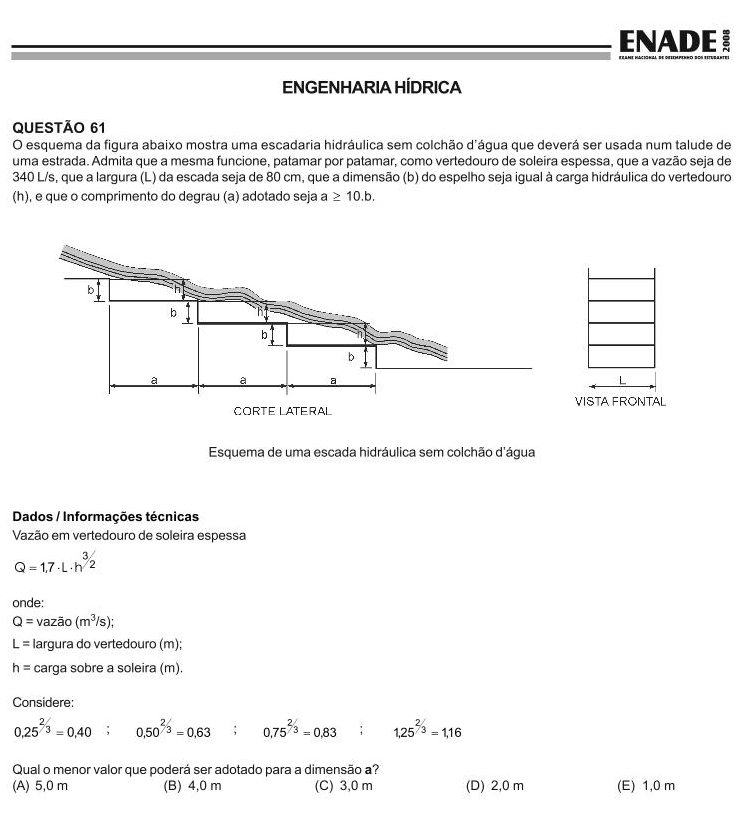 ENADE 2008
EXAME NACIONAL DE DESEMPENHO DOS ESTUDANTES
ENGENHARIA HÍDRICA
QUESTÃO 61
O esquema da figura abaixo mostra uma escadaria hidráulica sem colchão d'água que deverá ser usada num talude de
uma estrada. Admita que a mesma funcione, patamar por patamar, como vertedouro de soleira espessa, que a vazão seja de
340 L/s, que a largura (L) da escada seja de 80 cm, que a dimensão (b) do espelho seja igual à carga hidráulica do vertedouro
(h), e que o comprimento do degrau (a) adotado seja a ≥ 10.b.
b h
b h
b h
b
a a a
L
CORTE LATERAL
VISTA FRONTAL
Esquema de uma escada hidráulica sem colchão d'água
Dados / Informações técnicas
Vazão em vertedouro de soleira espessa
Q = 1,7 · L · h^3/2
onde:
Q = vazão (m³/s);
L = largura do vertedouro (m);
h = carga sobre a soleira (m).
Considere:
0,25^2/3 = 0,40 ; 0,50^2/3 = 0,63 ; 0,75^2/3 = 0,83 ; 1,25^2/3 = 1,16
Qual o menor valor que poderá ser adotado para a dimensão a?
(A) 5,0 m (B) 4,0 m (C) 3,0 m (D) 2,0 m (E) 1,0 m